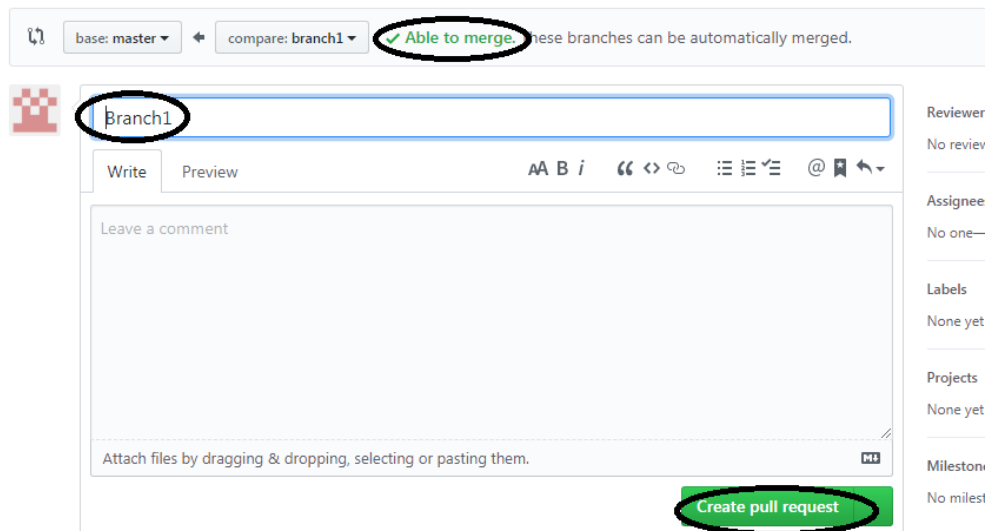 base: master compare: branch1 Able to merge. hese branches can be automatically merged.
Branch1
Write Preview AA B i @
Leave a comment
Attach files by dragging & dropping, selecting or pasting them. M
Create pull request
Reviewer
No review
Assignees
No one—
Labels
None yet
Projects
None yet
Milestone
No milest